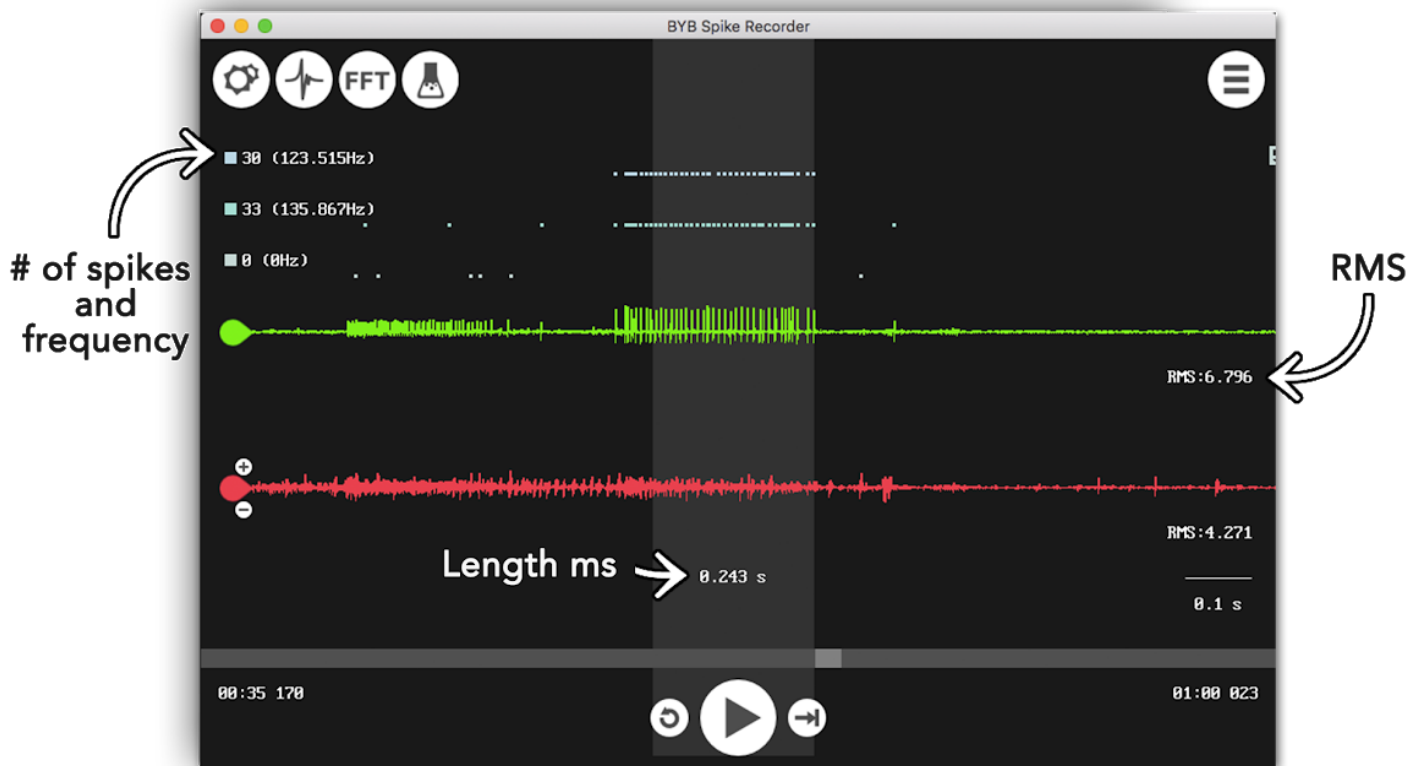 BYB Spike Recorder
FFT
30 (123.515Hz)
33 (135.867Hz)
0 (0Hz)
# of spikes
and
frequency
RMS
RMS:6.796
RMS:4.271
Length ms
0.243 s
0.1 s
00:35 170
01:00 023